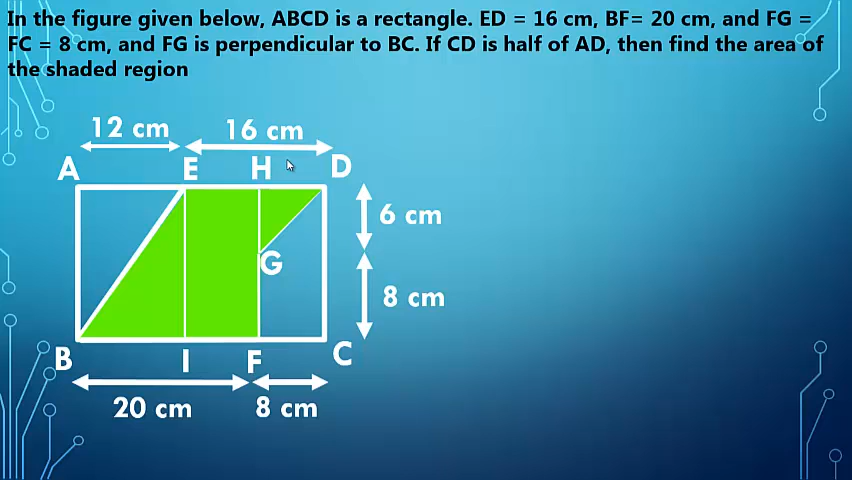 In the figure given below, ABCD is a rectangle. ED = 16 cm, BF= 20 cm, and FG =
FC = 8 cm, and FG is perpendicular to BC. If CD is half of AD, then find the area of
the shaded region
12 cm 16 cm
A E H D
6 cm
G
8 cm
B I F C
20 cm 8 cm